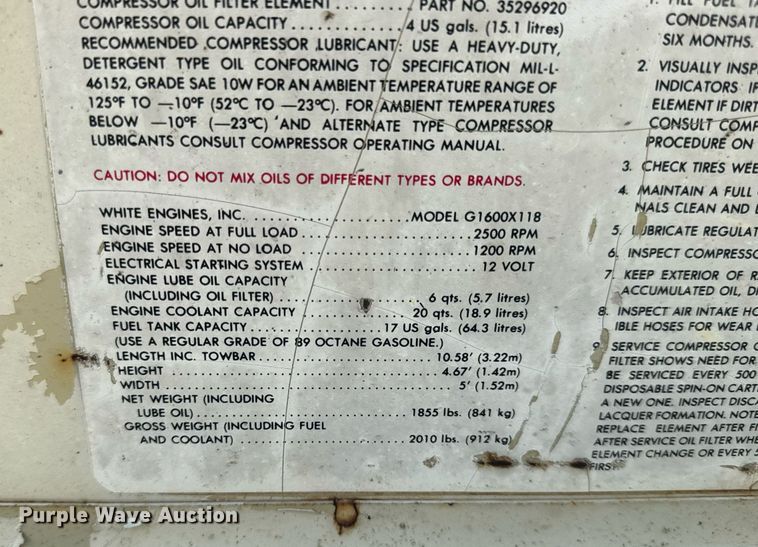 COMPRESSOR OIL FILTER ELEMENT.........PART NO. 35296920
COMPRESSOR OIL CAPACITY..............4 US gals. (15.1 litres)
RECOMMENDED COMPRESSOR LUBRICANT: USE A HEAVY-DUTY,
DETERGENT TYPE OIL CONFORMING TO SPECIFICATION MIL-L-
46152, GRADE SAE 10W FOR AN AMBIENT TEMPERATURE RANGE OF
125°F TO —10°F (52°C TO —23°C). FOR AMBIENT TEMPERATURES
BELOW —10°F (—23°C) AND ALTERNATE TYPE COMPRESSOR
LUBRICANTS CONSULT COMPRESSOR OPERATING MANUAL.
CAUTION: DO NOT MIX OILS OF DIFFERENT TYPES OR BRANDS.
WHITE ENGINES, INC. ........................MODEL G1600X118
ENGINE SPEED AT FULL LOAD..........................2500 RPM
ENGINE SPEED AT NO LOAD............................1200 RPM
ELECTRICAL STARTING SYSTEM..........................12 VOLT
ENGINE LUBE OIL CAPACITY
(INCLUDING OIL FILTER).....................6 qts. (5.7 litres)
ENGINE COOLANT CAPACITY..................20 qts. (18.9 litres)
FUEL TANK CAPACITY......................17 US gals. (64.3 litres)
(USE A REGULAR GRADE OF 89 OCTANE GASOLINE.)
LENGTH INC. TOWBAR..........................10.58' (3.22m)
HEIGHT.......................................4.67' (1.42m)
WIDTH...........................................5' (1.52m)
NET WEIGHT (INCLUDING
LUBE OIL)..............................1855 lbs. (841 kg)
GROSS WEIGHT (INCLUDING FUEL
AND COOLANT)..........................2010 lbs. (912 kg)
1. FILL FUEL
CONDENSAT
SIX MONTHS.
2. VISUALLY INSP
INDICATORS IF
ELEMENT IF DIRT
CONSULT COMP
PROCEDURE ON
3. CHECK TIRES WEE
4. MAINTAIN A FULL
NALS CLEAN AND
5. LUBRICATE REGULAT
6. INSPECT COMPRESSO
7. KEEP EXTERIOR OF
ACCUMULATED OIL, D
8. INSPECT AIR INTAKE HO
IBLE HOSES FOR WEAR
9. SERVICE COMPRESSOR
FILTER SHOWS NEED FOR
BE SERVICED EVERY 500
DISPOSABLE SPIN-ON CART
A NEW ONE. INSPECT DISCA
LACQUER FORMATION. NOTE
REPLACE ELEMENT AFTER FI
AFTER SERVICE OIL FILTER WHE
ELEMENT CHANGE OR EVERY 5
FIRST
Purple Wave Auction